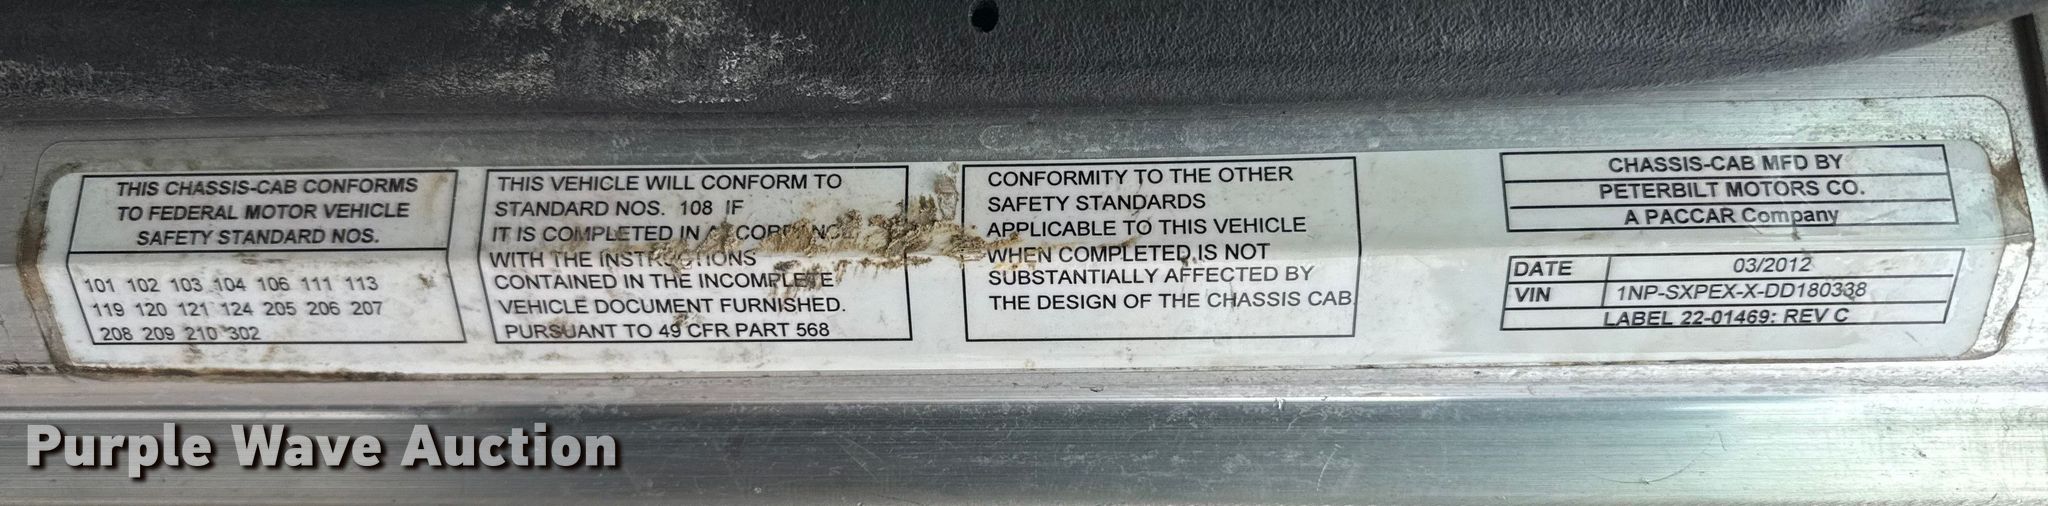 THIS CHASSIS-CAB CONFORMS
TO FEDERAL MOTOR VEHICLE
SAFETY STANDARD NOS.
101 102 103 104 106 111 113
119 120 121 124 205 206 207
208 209 210 302
THIS VEHICLE WILL CONFORM TO
STANDARD NOS. 108 IF
IT IS COMPLETED IN ACCORDANCE
WITH THE INSTRUCTIONS
CONTAINED IN THE INCOMPLETE
VEHICLE DOCUMENT FURNISHED.
PURSUANT TO 49 CFR PART 568
CONFORMITY TO THE OTHER
SAFETY STANDARDS
APPLICABLE TO THIS VEHICLE
WHEN COMPLETED IS NOT
SUBSTANTIALLY AFFECTED BY
THE DESIGN OF THE CHASSIS CAB.
CHASSIS-CAB MFD BY
PETERBILT MOTORS CO.
A PACCAR Company
DATE 03/2012
VIN 1NP-SXPEX-X-DD180338
LABEL 22-01469: REV C
Purple Wave Auction